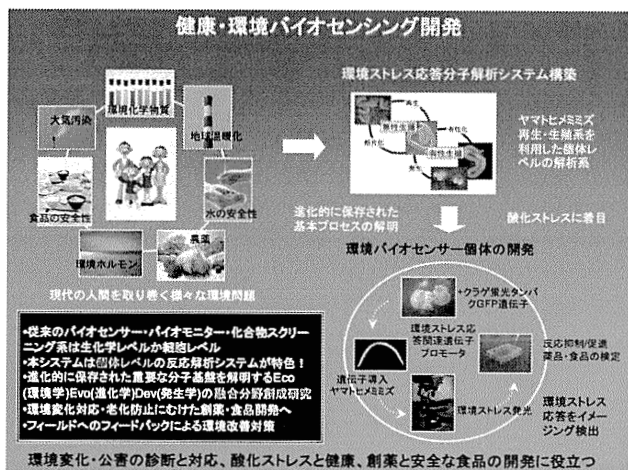 健康・環境バイオセンシング開発
環境化学物質
大気汚染
地球温暖化
食品の安全性
水の安全性
環境ホルモン
農薬
現代の人間を取り巻く様々な環境問題
環境ストレス応答分子解析システム構築
再生
無性生殖
有性化
有性生殖
発生
ヤマトヒメミミズ
再生・生殖系を
利用した個体レ
ベルの解析系
進化的に保存された
基本プロセスの解明
酸化ストレスに着目
環境バイオセンサー個体の開発
+クラゲ蛍光タンパ
クGFP遺伝子
環境ストレス応
答関連遺伝子
プロモータ
遺伝子導入
ヤマトヒメミミズ
環境ストレス発光
反応抑制/促進
薬品・食品の検定
環境ストレス
応答をイメー
ジング検出
•従来のバイオセンサー・バイオモニター・化合物スクリー
ニング系は生化学レベルか細胞レベル
•本システムは個体レベルの反応解析システムが特色！
•進化的に保存された重要な分子基盤を解明するEco
(環境学)Evo(進化学)Dev(発生学)の融合分野創成研究
•環境変化対応・老化防止にむけた創薬・食品開発へ
•フィールドへのフィードバックによる環境改善対策
環境変化・公害の診断と対応、酸化ストレスと健康、創薬と安全な食品の開発に役立つ